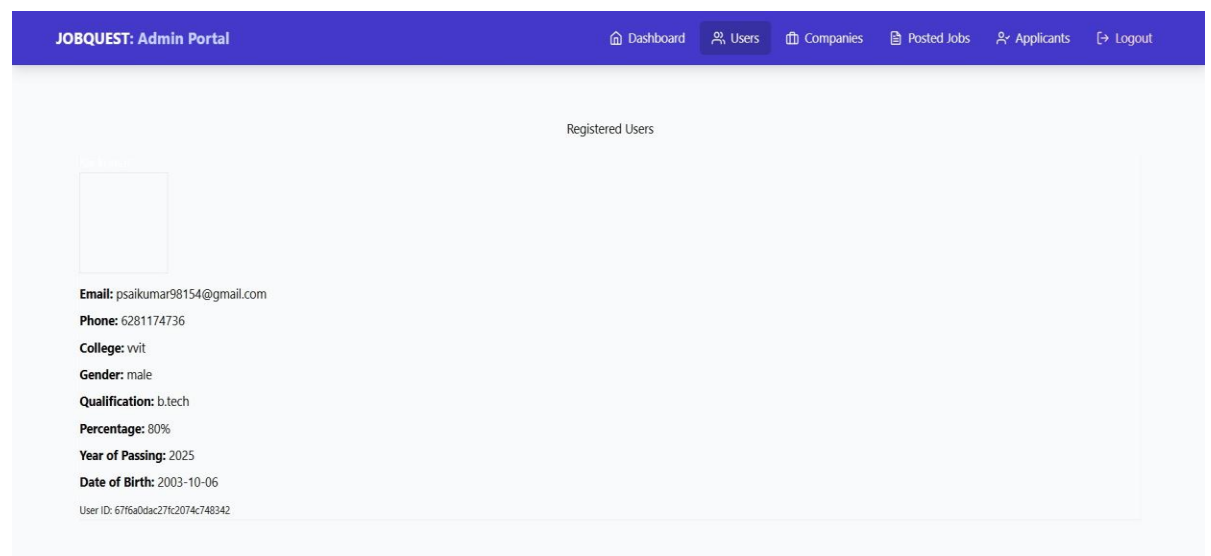 JOBQUEST: Admin Portal
Dashboard Users Companies Posted Jobs Applicants Logout
Registered Users
Email: psaikumar98154@gmail.com
Phone: 6281174736
College: vvit
Gender: male
Qualification: b.tech
Percentage: 80%
Year of Passing: 2025
Date of Birth: 2003-10-06
User ID: 67f6a0dac27fc2074c748342